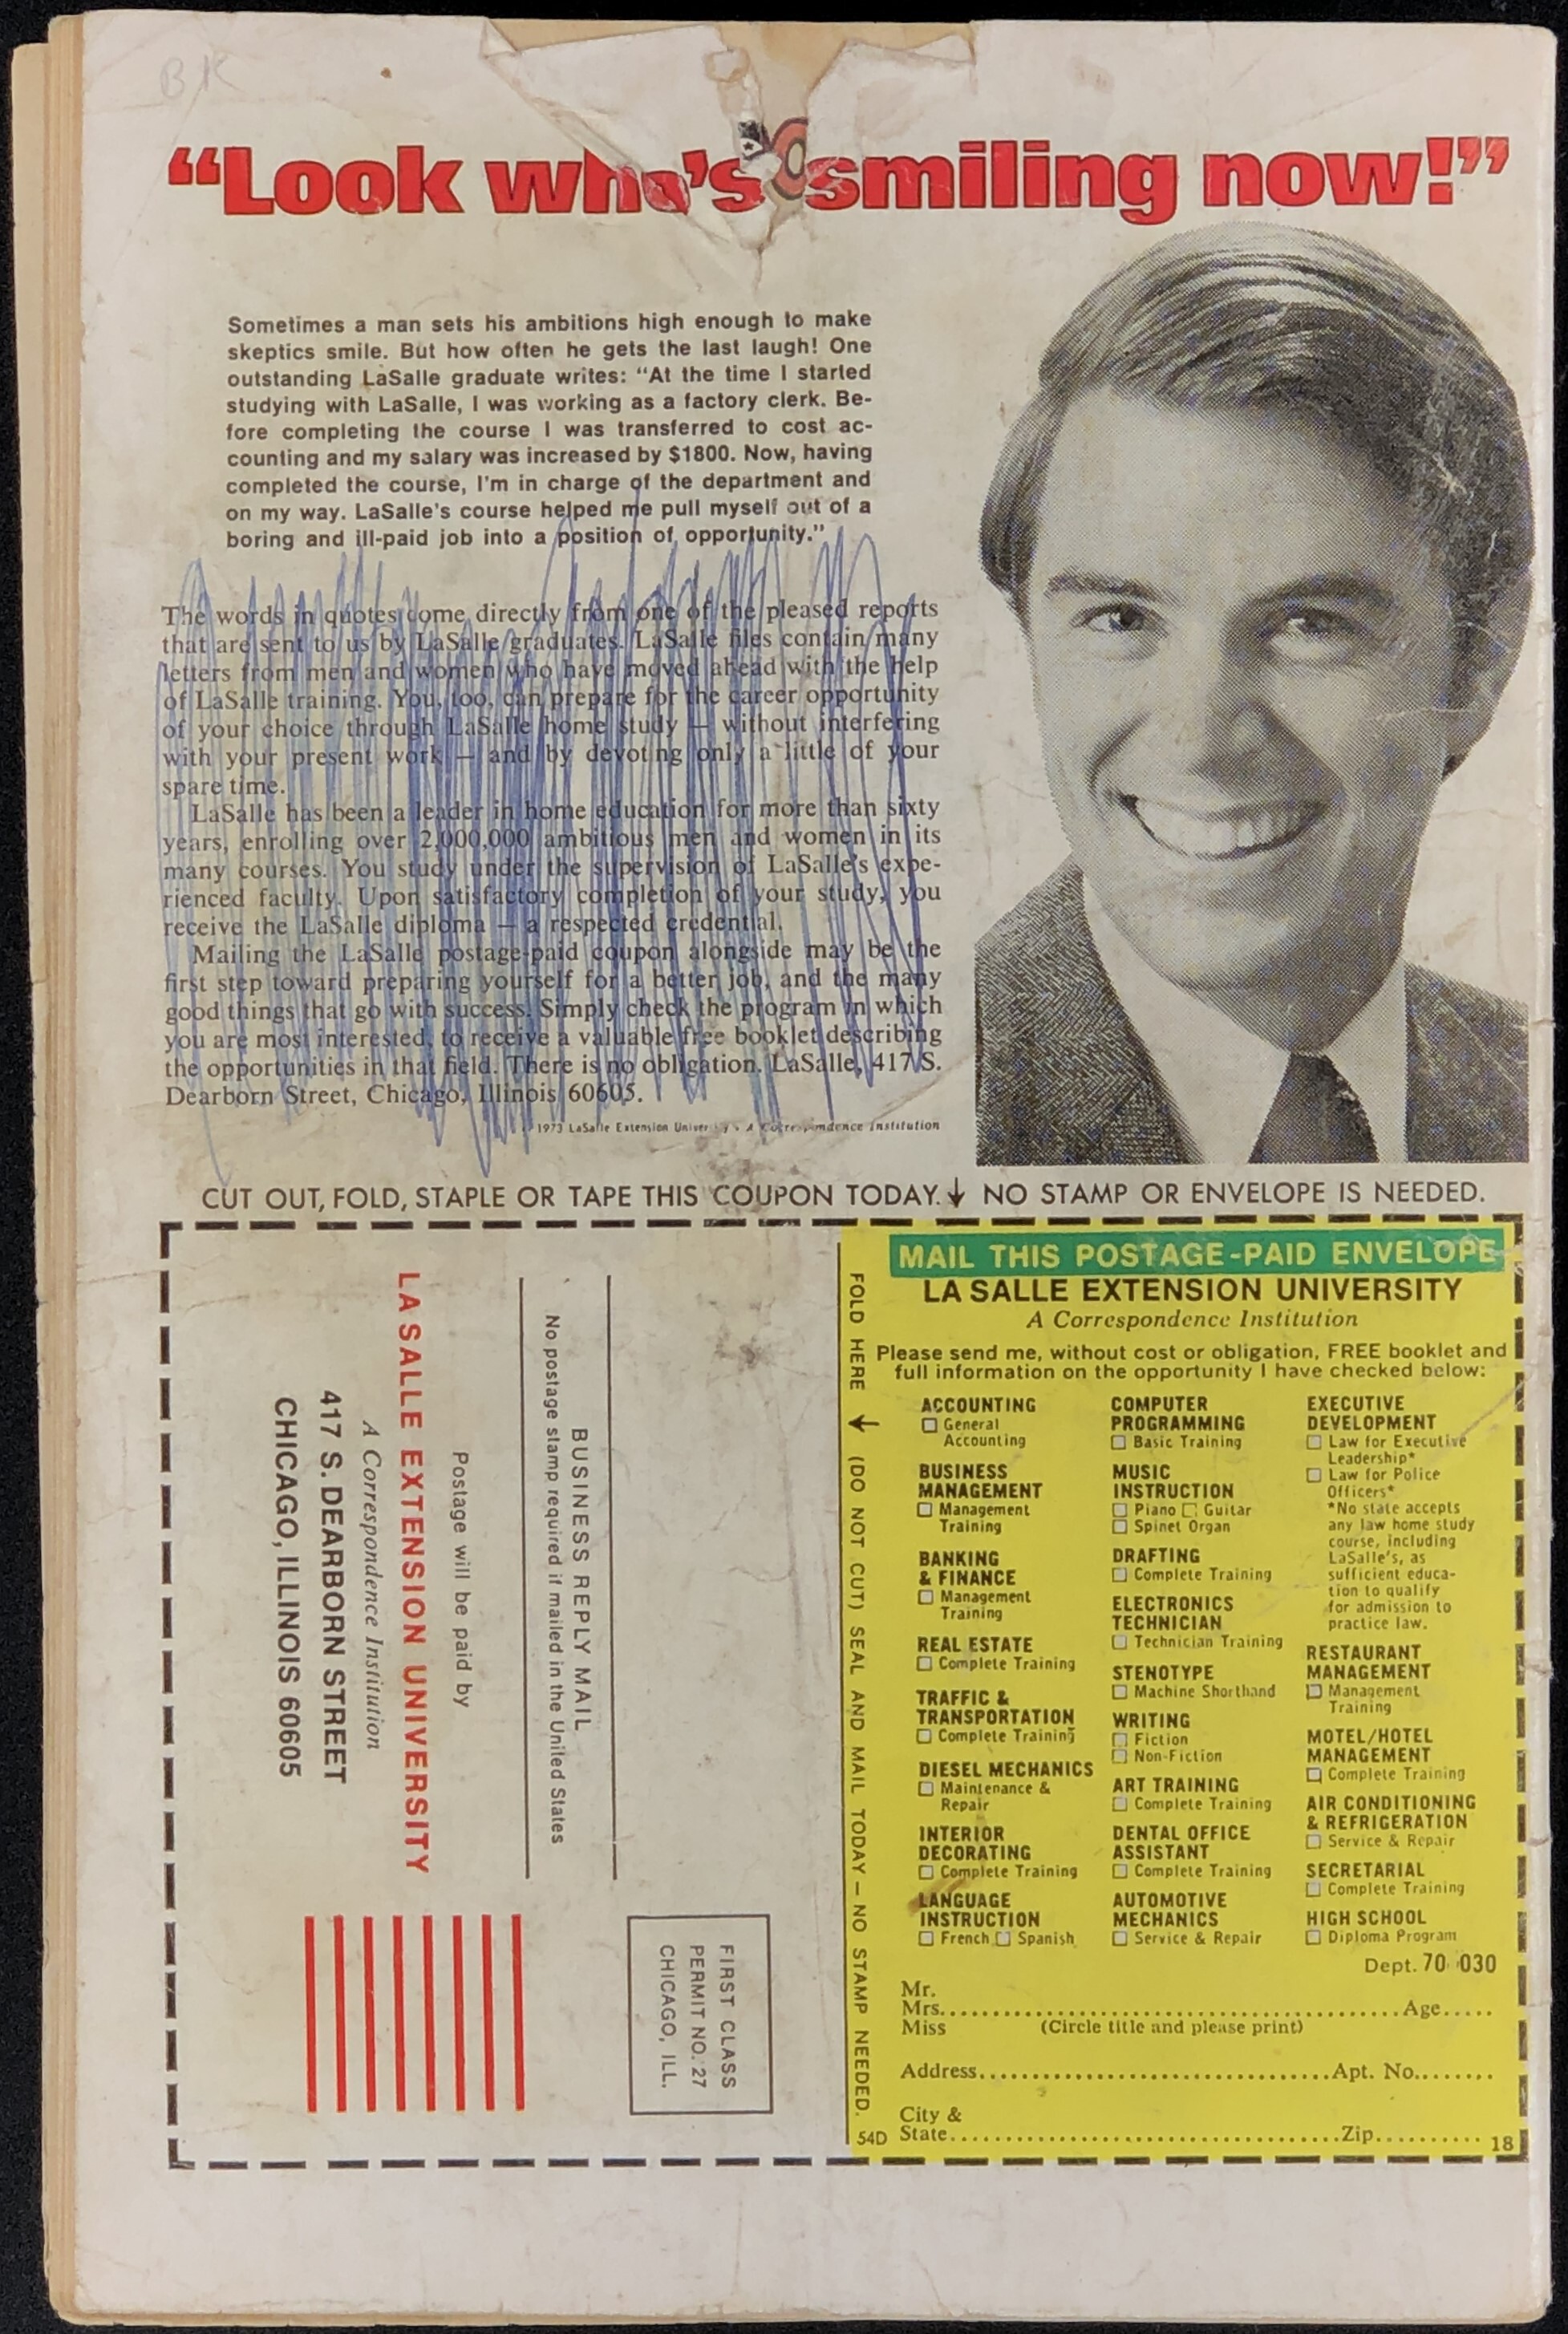 BK
“Look who's smiling now!”
Sometimes a man sets his ambitions high enough to make
skeptics smile. But how often he gets the last laugh! One
outstanding LaSalle graduate writes: “At the time I started
studying with LaSalle, I was working as a factory clerk. Be-
fore completing the course I was transferred to cost ac-
counting and my salary was increased by $1800. Now, having
completed the course, I'm in charge of the department and
on my way. LaSalle's course helped me pull myself out of a
boring and ill-paid job into a position of opportunity.”
The words in quotes come directly from one of the pleased reports
that are sent to us by LaSalle graduates. LaSalle files contain many
letters from men and women who have moved ahead with the help
of LaSalle training. You, too, can prepare for the career opportunity
of your choice through LaSalle home study — without interfering
with your present work — and by devoting only a little of your
spare time.
LaSalle has been a leader in home education for more than sixty
years, enrolling over 2,000,000 ambitious men and women in its
many courses. You study under the supervision of LaSalle's expe-
rienced faculty. Upon satisfactory completion of your study, you
receive the LaSalle diploma — a respected credential.
Mailing the LaSalle postage-paid coupon alongside may be the
first step toward preparing yourself for a better job, and the many
good things that go with success. Simply check the program in which
you are most interested, to receive a valuable free booklet describing
the opportunities in that field. There is no obligation. LaSalle, 417 S.
Dearborn Street, Chicago, Illinois 60605.
1973 LaSalle Extension University • A Correspondence Institution
CUT OUT, FOLD, STAPLE OR TAPE THIS COUPON TODAY. ↓ NO STAMP OR ENVELOPE IS NEEDED.
FIRST CLASS
PERMIT NO. 27
CHICAGO, ILL.
BUSINESS REPLY MAIL
No postage stamp required if mailed in the United States
Postage will be paid by
LA SALLE EXTENSION UNIVERSITY
A Correspondence Institution
417 S. DEARBORN STREET
CHICAGO, ILLINOIS 60605
FOLD HERE ↓ (DO NOT CUT) SEAL AND MAIL TODAY — NO STAMP NEEDED.
MAIL THIS POSTAGE-PAID ENVELOPE
LA SALLE EXTENSION UNIVERSITY
A Correspondence Institution
Please send me, without cost or obligation, FREE booklet and
full information on the opportunity I have checked below:
ACCOUNTING
☐ General
Accounting
BUSINESS
MANAGEMENT
☐ Management
Training
BANKING
& FINANCE
☐ Management
Training
REAL ESTATE
☐ Complete Training
TRAFFIC &
TRANSPORTATION
☐ Complete Training
DIESEL MECHANICS
☐ Maintenance &
Repair
INTERIOR
DECORATING
☐ Complete Training
LANGUAGE
INSTRUCTION
☐ French ☐ Spanish
COMPUTER
PROGRAMMING
☐ Basic Training
MUSIC
INSTRUCTION
☐ Piano ☐ Guitar
☐ Spinet Organ
DRAFTING
☐ Complete Training
ELECTRONICS
TECHNICIAN
☐ Technician Training
STENOTYPE
☐ Machine Shorthand
WRITING
☐ Fiction
☐ Non-Fiction
ART TRAINING
☐ Complete Training
DENTAL OFFICE
ASSISTANT
☐ Complete Training
AUTOMOTIVE
MECHANICS
☐ Service & Repair
EXECUTIVE
DEVELOPMENT
☐ Law for Executive
Leadership*
☐ Law for Police
Officers*
*No state accepts
any law home study
course, including
LaSalle's, as
sufficient educa-
tion to qualify
for admission to
practice law.
RESTAURANT
MANAGEMENT
☐ Management
Training
MOTEL/HOTEL
MANAGEMENT
☐ Complete Training
AIR CONDITIONING
& REFRIGERATION
☐ Service & Repair
SECRETARIAL
☐ Complete Training
HIGH SCHOOL
☐ Diploma Program
Dept. 70-030
Mr.
Mrs. Age
Miss (Circle title and please print)
Address Apt. No.
City &
State Zip
54D
18